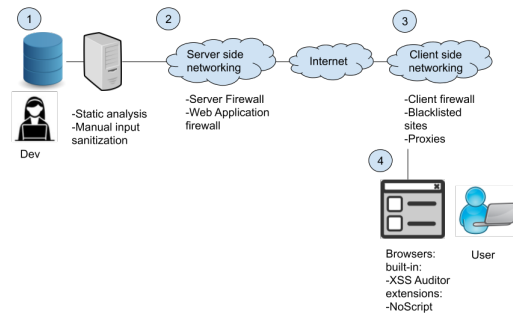 1
2
3
Server side
networking
Internet
Client side
networking
-Static analysis
-Manual input
sanitization
-Server Firewall
-Web Application
firewall
-Client firewall
-Blacklisted
sites
-Proxies
Dev
4
Browsers:
built-in:
-XSS Auditor
extensions:
-NoScript
User